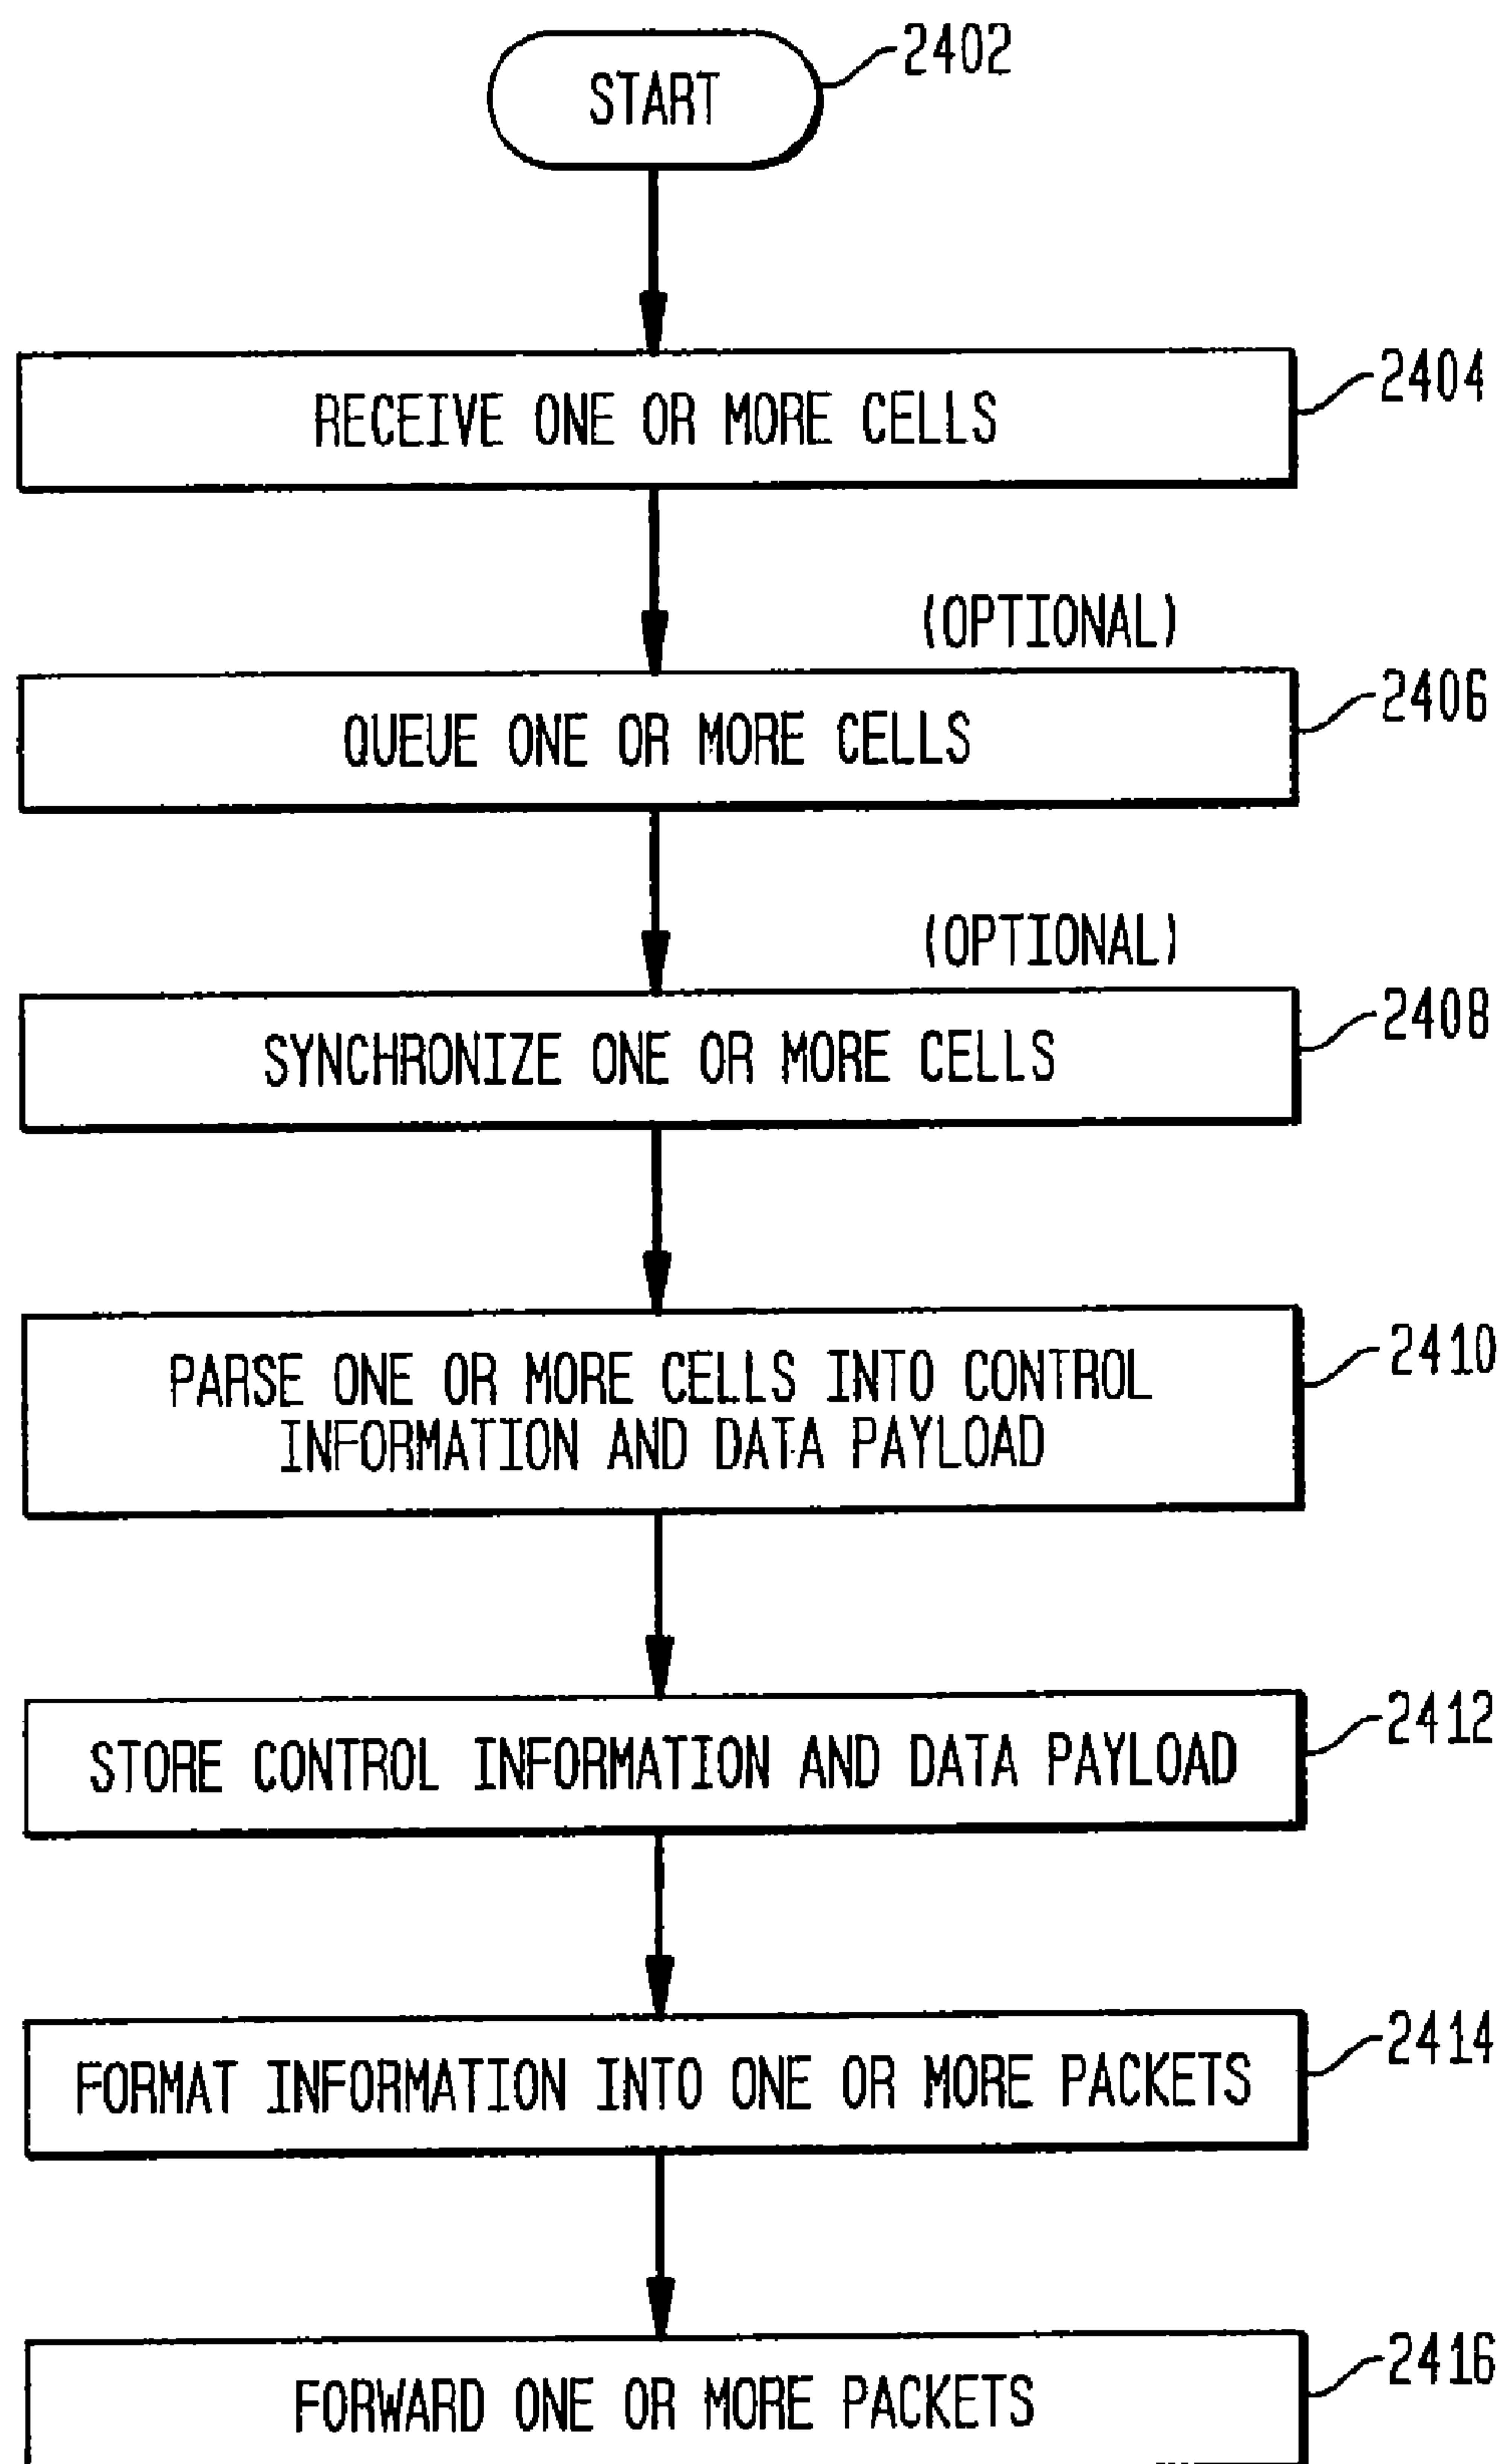 START
2402
RECEIVE ONE OR MORE CELLS
2404
(OPTIONAL)
QUEUE ONE OR MORE CELLS
2406
(OPTIONAL)
SYNCHRONIZE ONE OR MORE CELLS
2408
PARSE ONE OR MORE CELLS INTO CONTROL
INFORMATION AND DATA PAYLOAD
2410
STORE CONTROL INFORMATION AND DATA PAYLOAD
2412
FORMAT INFORMATION INTO ONE OR MORE PACKETS
2414
FORWARD ONE OR MORE PACKETS
2416